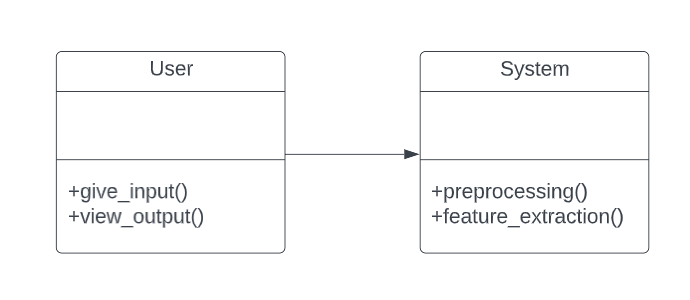 User
+give_input()
+view_output()
System
+preprocessing()
+feature_extraction()